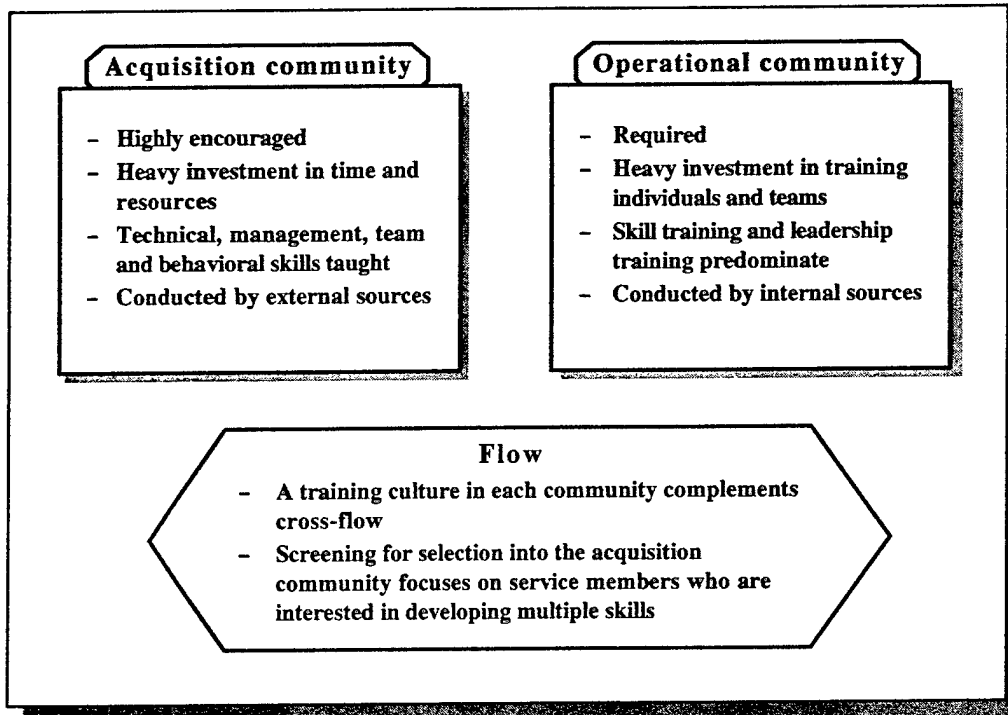 Acquisition community
– Highly encouraged
– Heavy investment in time and
resources
– Technical, management, team
and behavioral skills taught
– Conducted by external sources
Operational community
– Required
– Heavy investment in training
individuals and teams
– Skill training and leadership
training predominate
– Conducted by internal sources
Flow
– A training culture in each community complements
cross-flow
– Screening for selection into the acquisition
community focuses on service members who are
interested in developing multiple skills